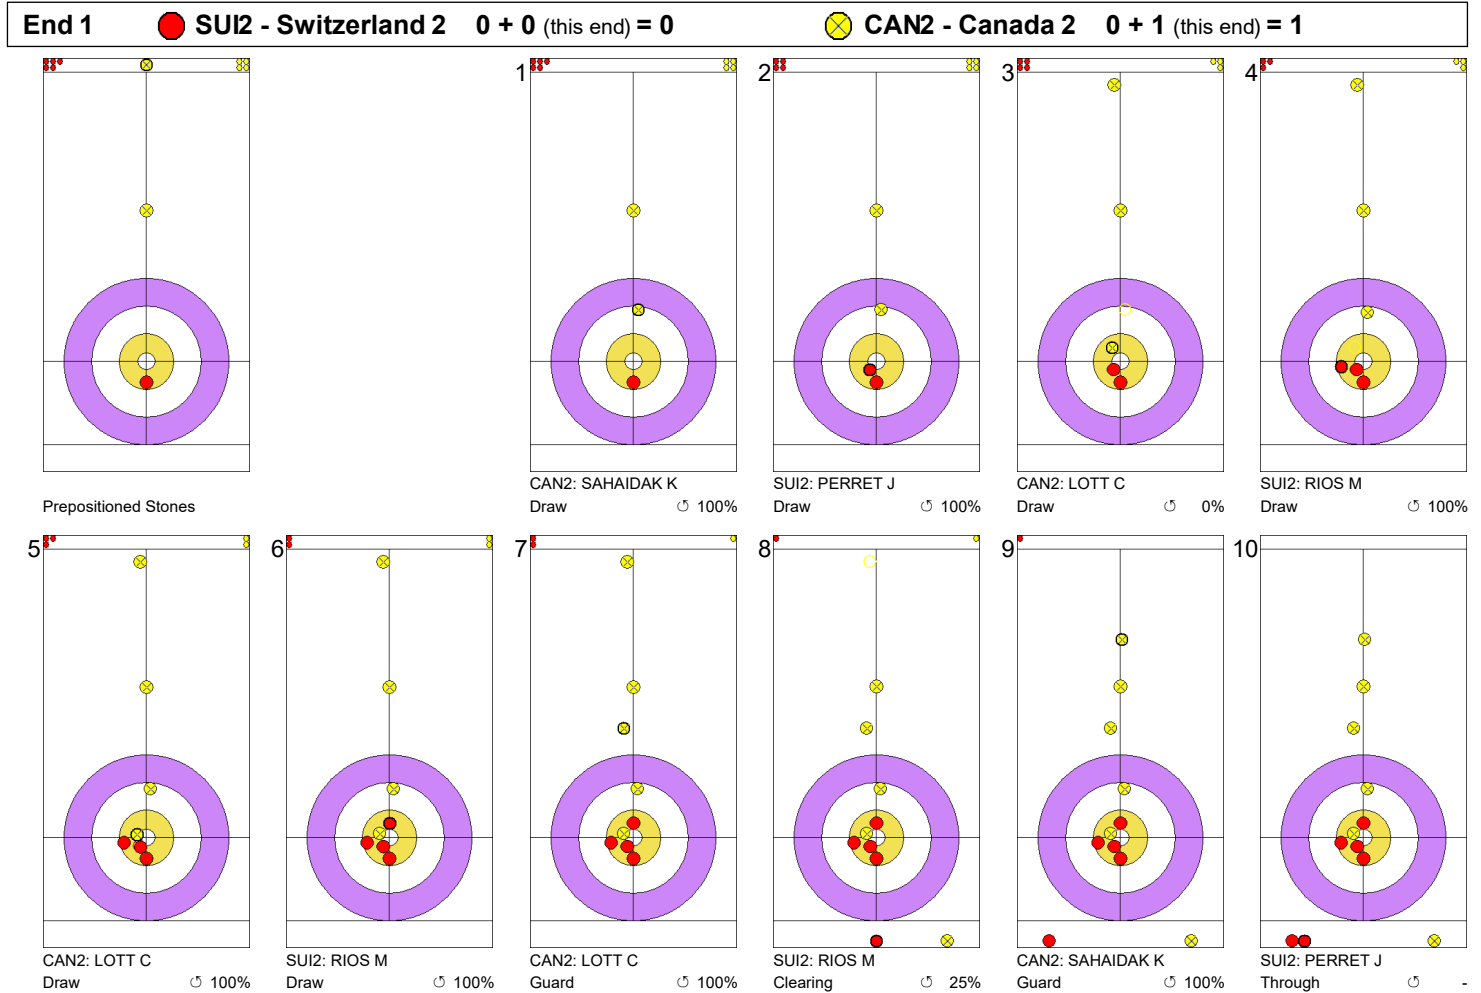 End 1 SUI2 - Switzerland 2 0 + 0 (this end) = 0 CAN2 - Canada 2 0 + 1 (this end) = 1
Prepositioned Stones
1
CAN2: SAHAIDAK K
Draw 100%
2
SUI2: PERRET J
Draw 100%
3
CAN2: LOTT C
Draw 0%
4
SUI2: RIOS M
Draw 100%
5
CAN2: LOTT C
Draw 100%
6
SUI2: RIOS M
Draw 100%
7
CAN2: LOTT C
Guard 100%
8
SUI2: RIOS M
Clearing 25%
9
CAN2: SAHAIDAK K
Guard 100%
10
SUI2: PERRET J
Through -